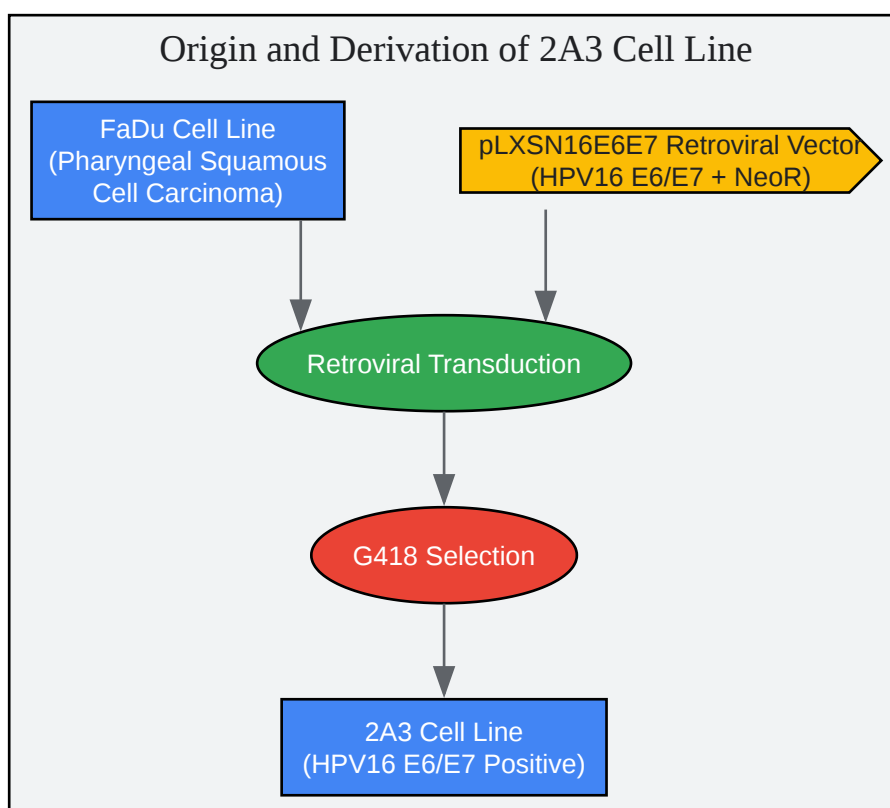 Origin and Derivation of 2A3 Cell Line
FaDu Cell Line
(Pharyngeal Squamous
Cell Carcinoma)
pLXSN16E6E7 Retroviral Vector
(HPV16 E6/E7 + NeoR)
Retroviral Transduction
G418 Selection
2A3 Cell Line
(HPV16 E6/E7 Positive)